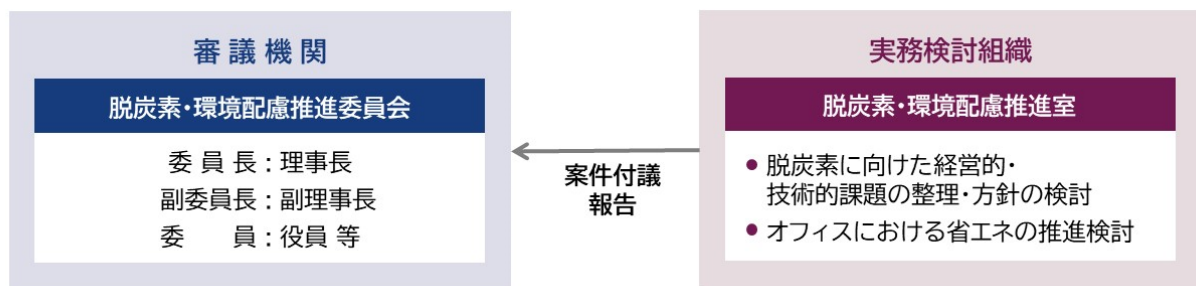 審議機関
脱炭素・環境配慮推進委員会
委員長：理事長
副委員長：副理事長
委　　員：役員 等
案件付議
報告
実務検討組織
脱炭素・環境配慮推進室
● 脱炭素に向けた経営的・
技術的課題の整理・方針の検討
● オフィスにおける省エネの推進検討